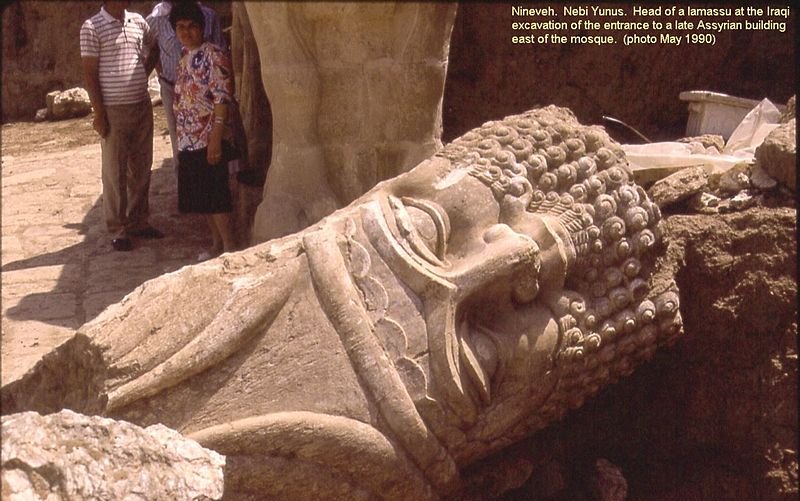 Nineveh.  Nebi Yunus.  Head of a lamassu at the Iraqi
excavation of the entrance to a late Assyrian building
east of the mosque.  (photo May 1990)